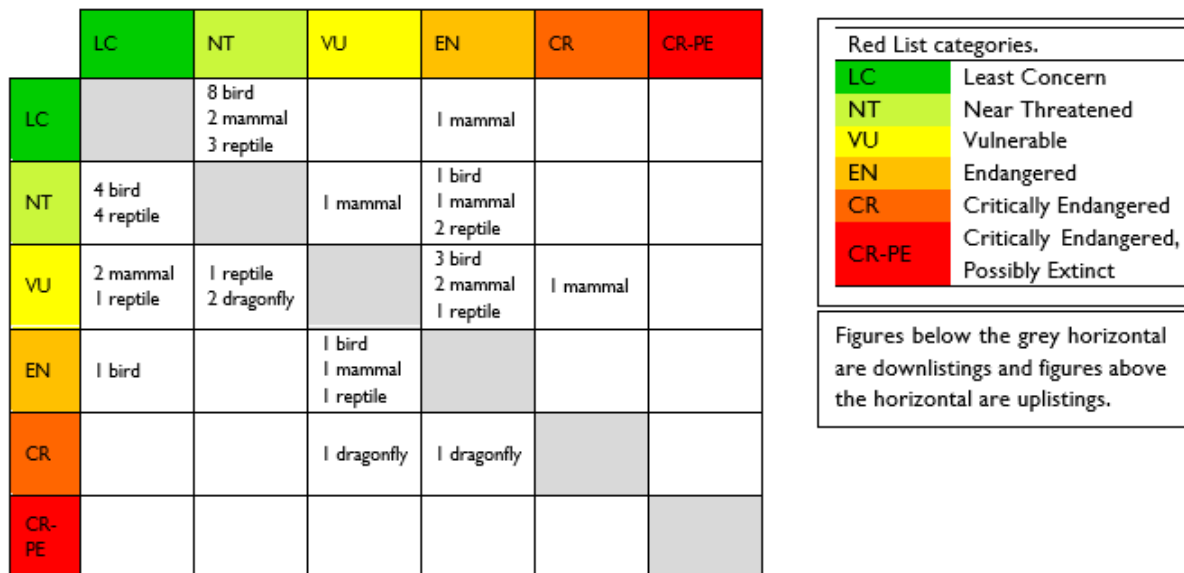 LC NT VU EN CR CR-PE
LC
8 bird
2 mammal
3 reptile
1 mammal
NT
4 bird
4 reptile
1 mammal
1 bird
1 mammal
2 reptile
VU
2 mammal
1 reptile
1 reptile
2 dragonfly
3 bird
2 mammal
1 reptile
1 mammal
EN
1 bird
1 bird
1 mammal
1 reptile
CR
1 dragonfly
1 dragonfly
CR-
PE
Red List categories.
LC Least Concern
NT Near Threatened
VU Vulnerable
EN Endangered
CR Critically Endangered
CR-PE Critically Endangered,
Possibly Extinct
Figures below the grey horizontal
are downlistings and figures above
the horizontal are uplistings.